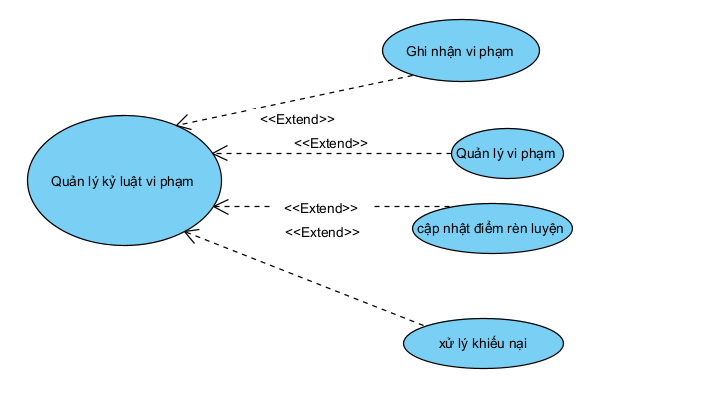 Ghi nhận vi phạm
<<Extend>>
<<Extend>>
Quản lý vi phạm
Quản lý kỷ luật vi phạm
<<Extend>>
cập nhật điểm rèn luyện
<<Extend>>
xử lý khiếu nại